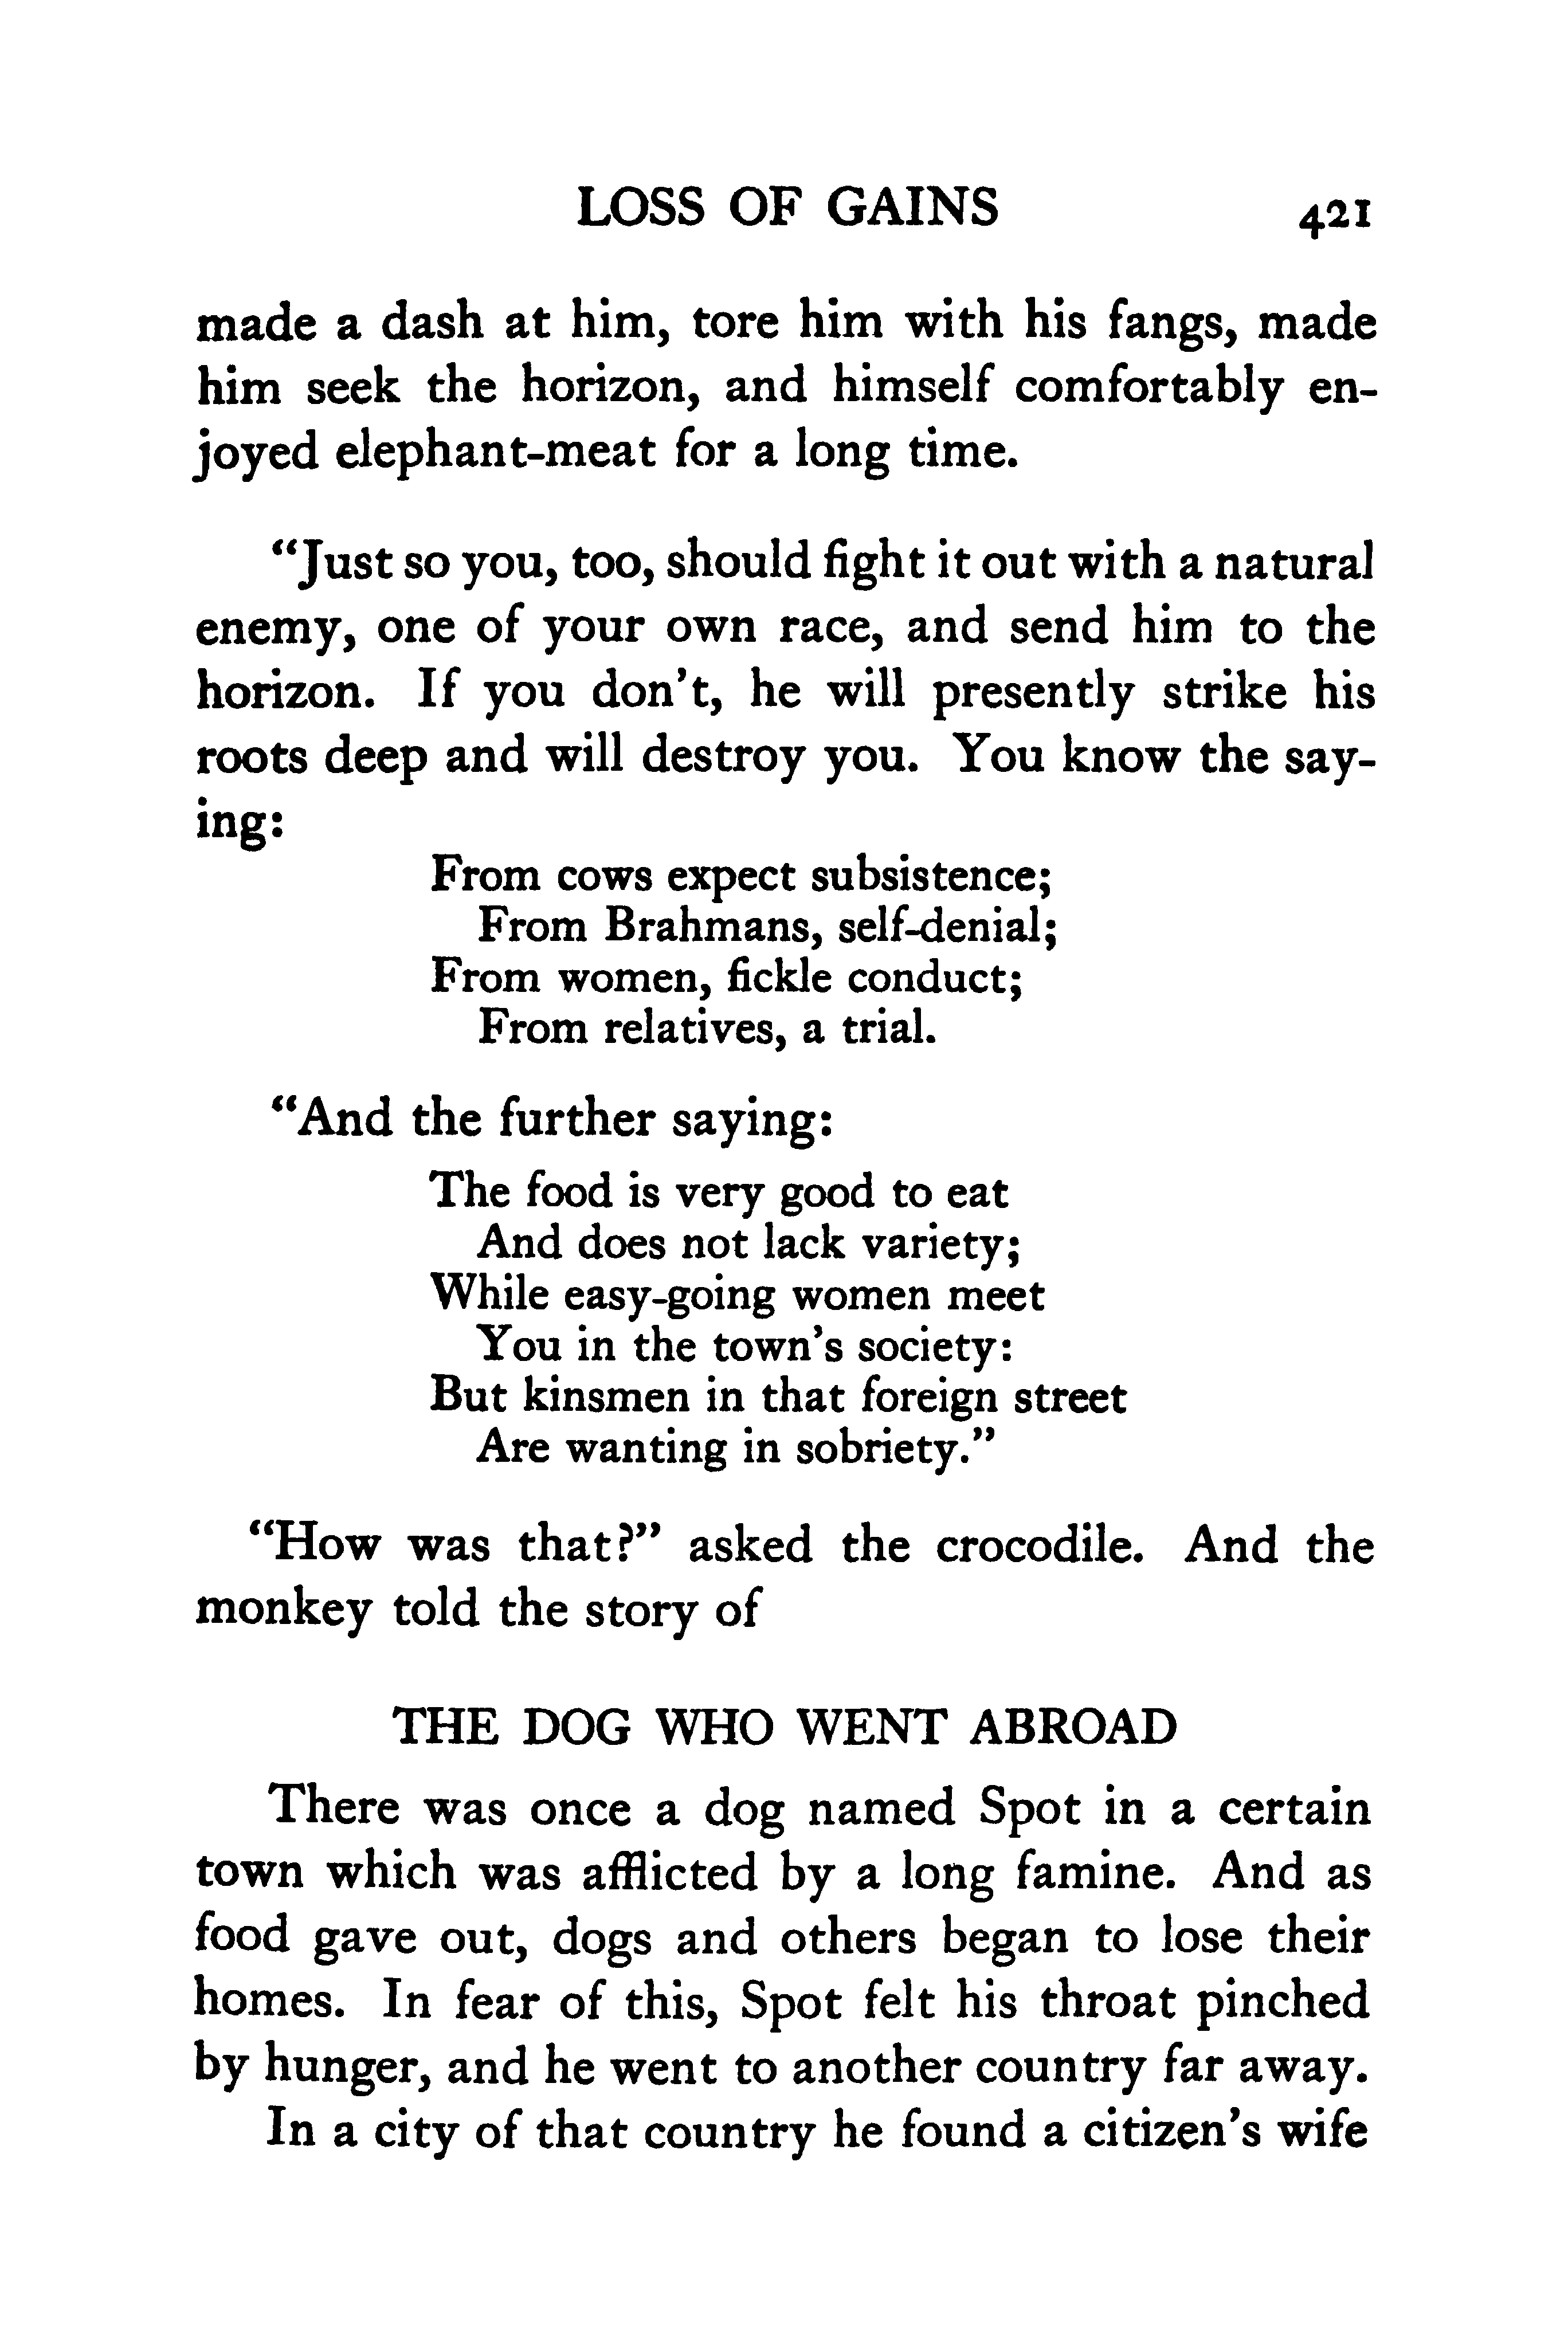 LOSS OF GAINS 421
made a dash at him, tore him with his fangs, made
him seek the horizon, and himself comfortably en-
joyed elephant-meat for a long time.
"Just so you, too, should fight it out with a natural
enemy, one of your own race, and send him to the
horizon. If you don't, he will presently strike his
roots deep and will destroy you. You know the say-
ing:
From cows expect subsistence;
From Brahmans, self-denial;
From women, fickle conduct;
From relatives, a trial.
"And the further saying:
The food is very good to eat
And does not lack variety;
While easy-going women meet
You in the town's society:
But kinsmen in that foreign street
Are wanting in sobriety."
"How was that?" asked the crocodile. And the
monkey told the story of
THE DOG WHO WENT ABROAD
There was once a dog named Spot in a certain
town which was afflicted by a long famine. And as
food gave out, dogs and others began to lose their
homes. In fear of this, Spot felt his throat pinched
by hunger, and he went to another country far away.
In a city of that country he found a citizen's wife